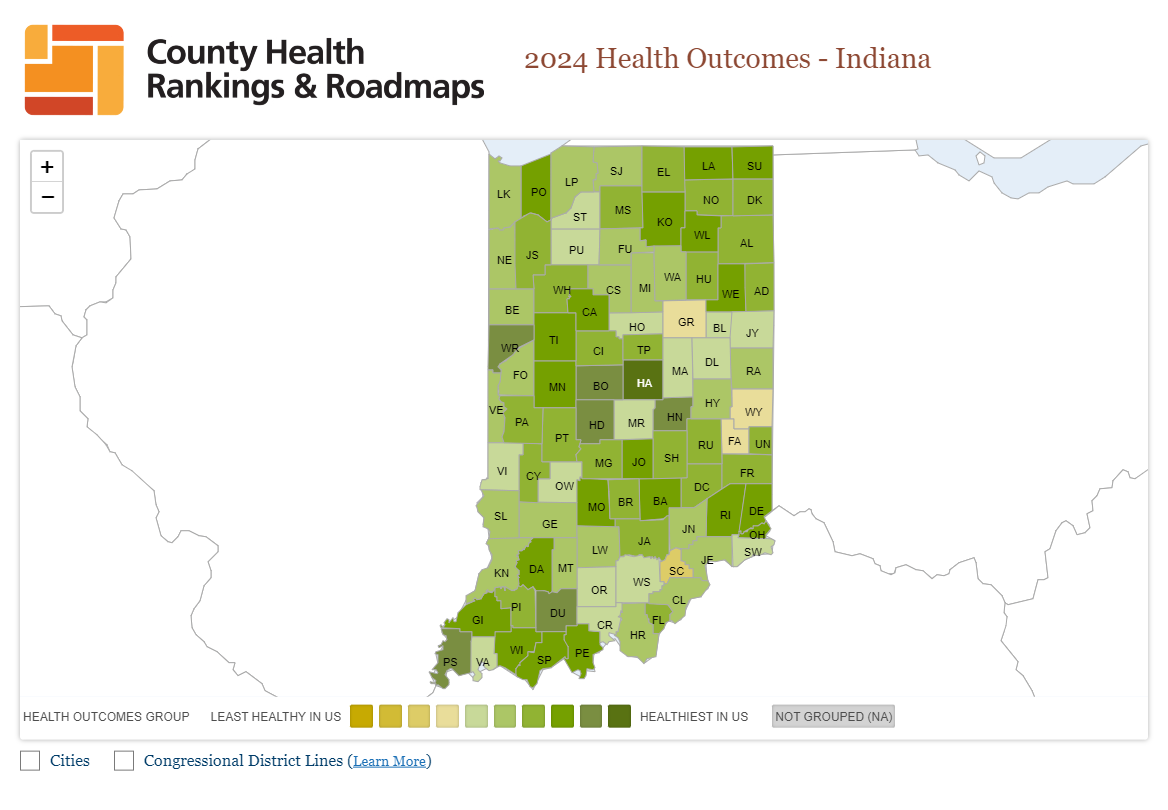 County Health
Rankings & Roadmaps
2024 Health Outcomes - Indiana
+
−
LK
PO
LP
SJ
EL
LA
SU
ST
MS
KO
NO
DK
NE
JS
PU
FU
WL
AL
WH
CS
MI
WA
HU
WE
AD
BE
CA
HO
GR
BL
JY
WR
TI
CI
TP
MA
DL
RA
FO
MN
BO
HA
HY
WY
VE
PA
PT
HD
MR
HN
RU
FA
UN
VI
CY
OW
MG
JO
SH
FR
SL
GE
MO
BR
BA
DC
RI
DE
OH
SW
KN
DA
MT
LW
JA
JN
JE
SC
GI
PI
DU
OR
WS
CL
PS
VA
WI
SP
PE
CR
HR
FL
HEALTH OUTCOMES GROUP LEAST HEALTHY IN US HEALTHIEST IN US NOT GROUPED (NA)
Cities Congressional District Lines (Learn More)